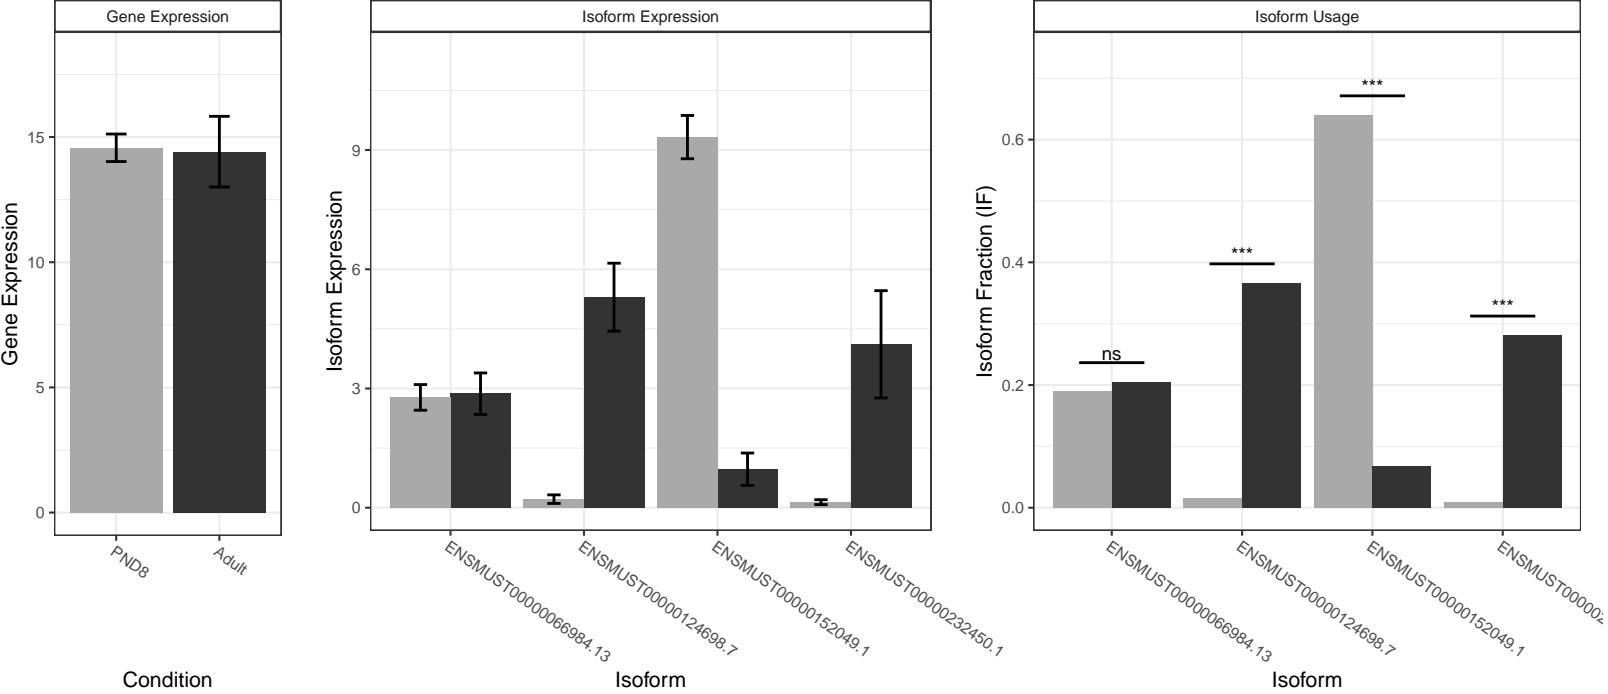 Gene Expression
Isoform Expression
Isoform Usage
Gene Expression
15
10
5
0
PND8
Adult
Condition
Isoform Expression
9
6
3
0
ENSMUST00000066984.13
ENSMUST00000124698.7
ENSMUST00000152049.1
ENSMUST00000232450.1
Isoform
Isoform Fraction (IF)
0.6
0.4
0.2
0.0
ns
***
***
***
ENSMUST00000066984.13
ENSMUST00000124698.7
ENSMUST00000152049.1
ENSMUST000002
Isoform